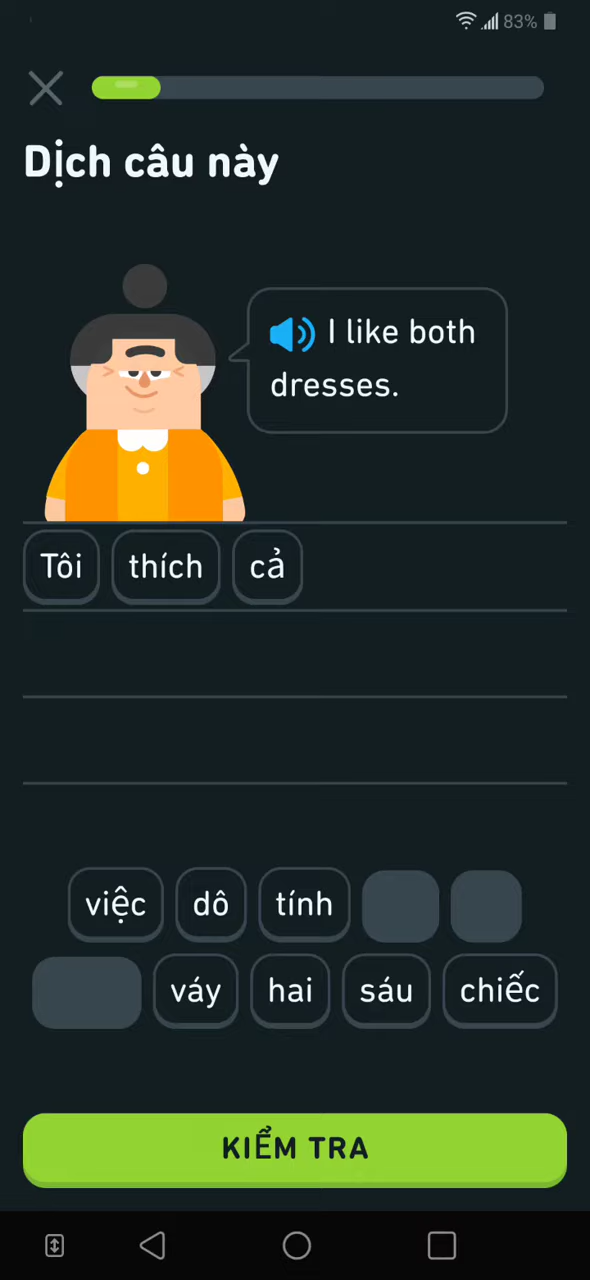 83%
Dịch câu này
I like both
dresses.
Tôi thích cả
việc dô tính
váy hai sáu chiếc
KIỂM TRA